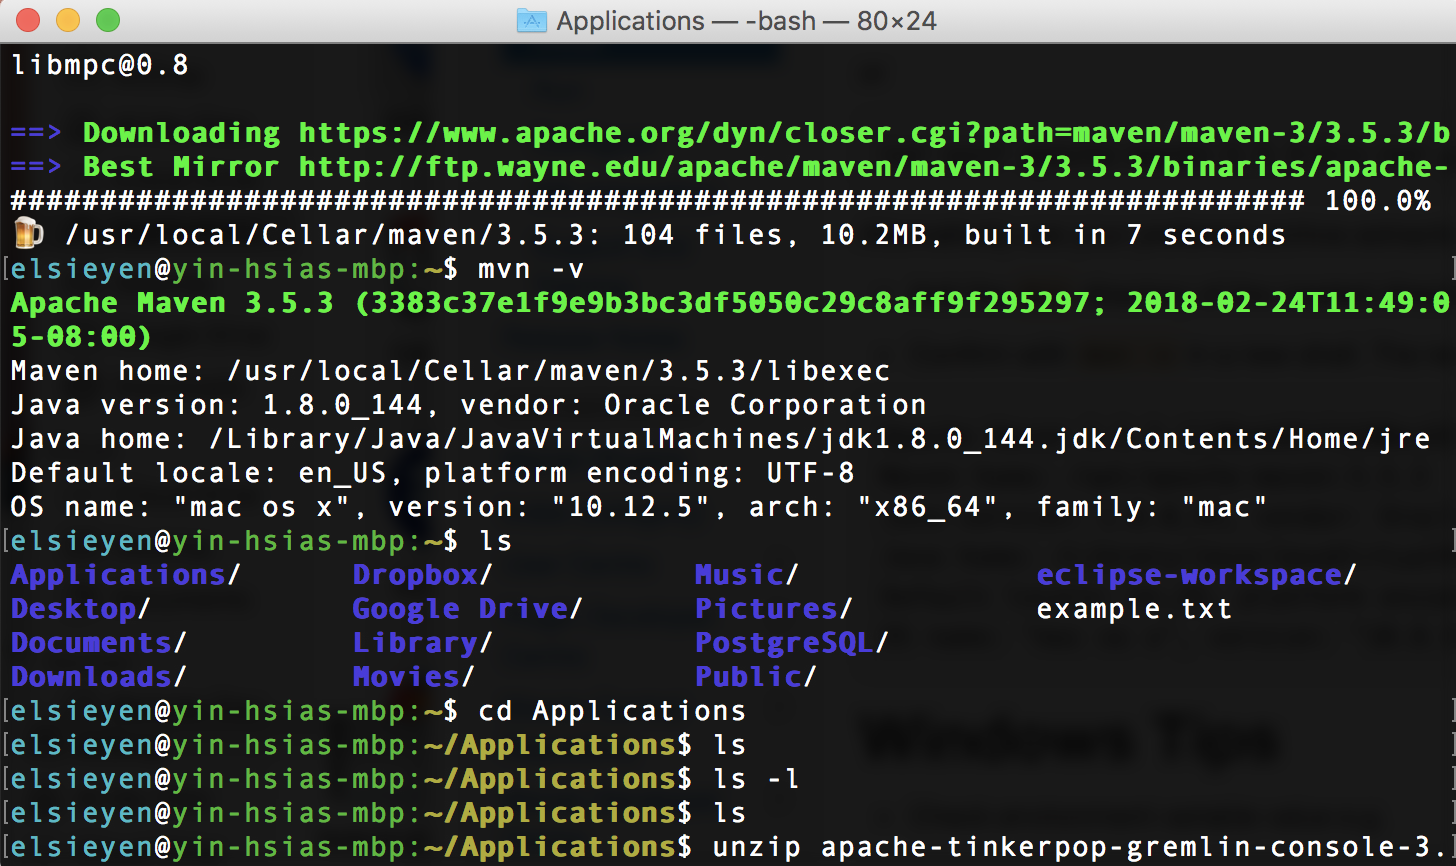 Applications — -bash — 80×24
libmpc@0.8
==> Downloading https://www.apache.org/dyn/closer.cgi?path=maven/maven-3/3.5.3/b
==> Best Mirror http://ftp.wayne.edu/apache/maven/maven-3/3.5.3/binaries/apache-
######################################################################## 100.0%
🍺 /usr/local/Cellar/maven/3.5.3: 104 files, 10.2MB, built in 7 seconds
[elsieyen@yin-hsias-mbp:~$ mvn -v ]
Apache Maven 3.5.3 (3383c37e1f9e9b3bc3df5050c29c8aff9f295297; 2018-02-24T11:49:0
5-08:00)
Maven home: /usr/local/Cellar/maven/3.5.3/libexec
Java version: 1.8.0_144, vendor: Oracle Corporation
Java home: /Library/Java/JavaVirtualMachines/jdk1.8.0_144.jdk/Contents/Home/jre
Default locale: en_US, platform encoding: UTF-8
OS name: "mac os x", version: "10.12.5", arch: "x86_64", family: "mac"
[elsieyen@yin-hsias-mbp:~$ ls ]
Applications/ Dropbox/ Music/ eclipse-workspace/
Desktop/ Google Drive/ Pictures/ example.txt
Documents/ Library/ PostgreSQL/
Downloads/ Movies/ Public/
[elsieyen@yin-hsias-mbp:~$ cd Applications ]
[elsieyen@yin-hsias-mbp:~/Applications$ ls ]
[elsieyen@yin-hsias-mbp:~/Applications$ ls -l ]
[elsieyen@yin-hsias-mbp:~/Applications$ ls ]
[elsieyen@yin-hsias-mbp:~/Applications$ unzip apache-tinkerpop-gremlin-console-3.
Windows Tips